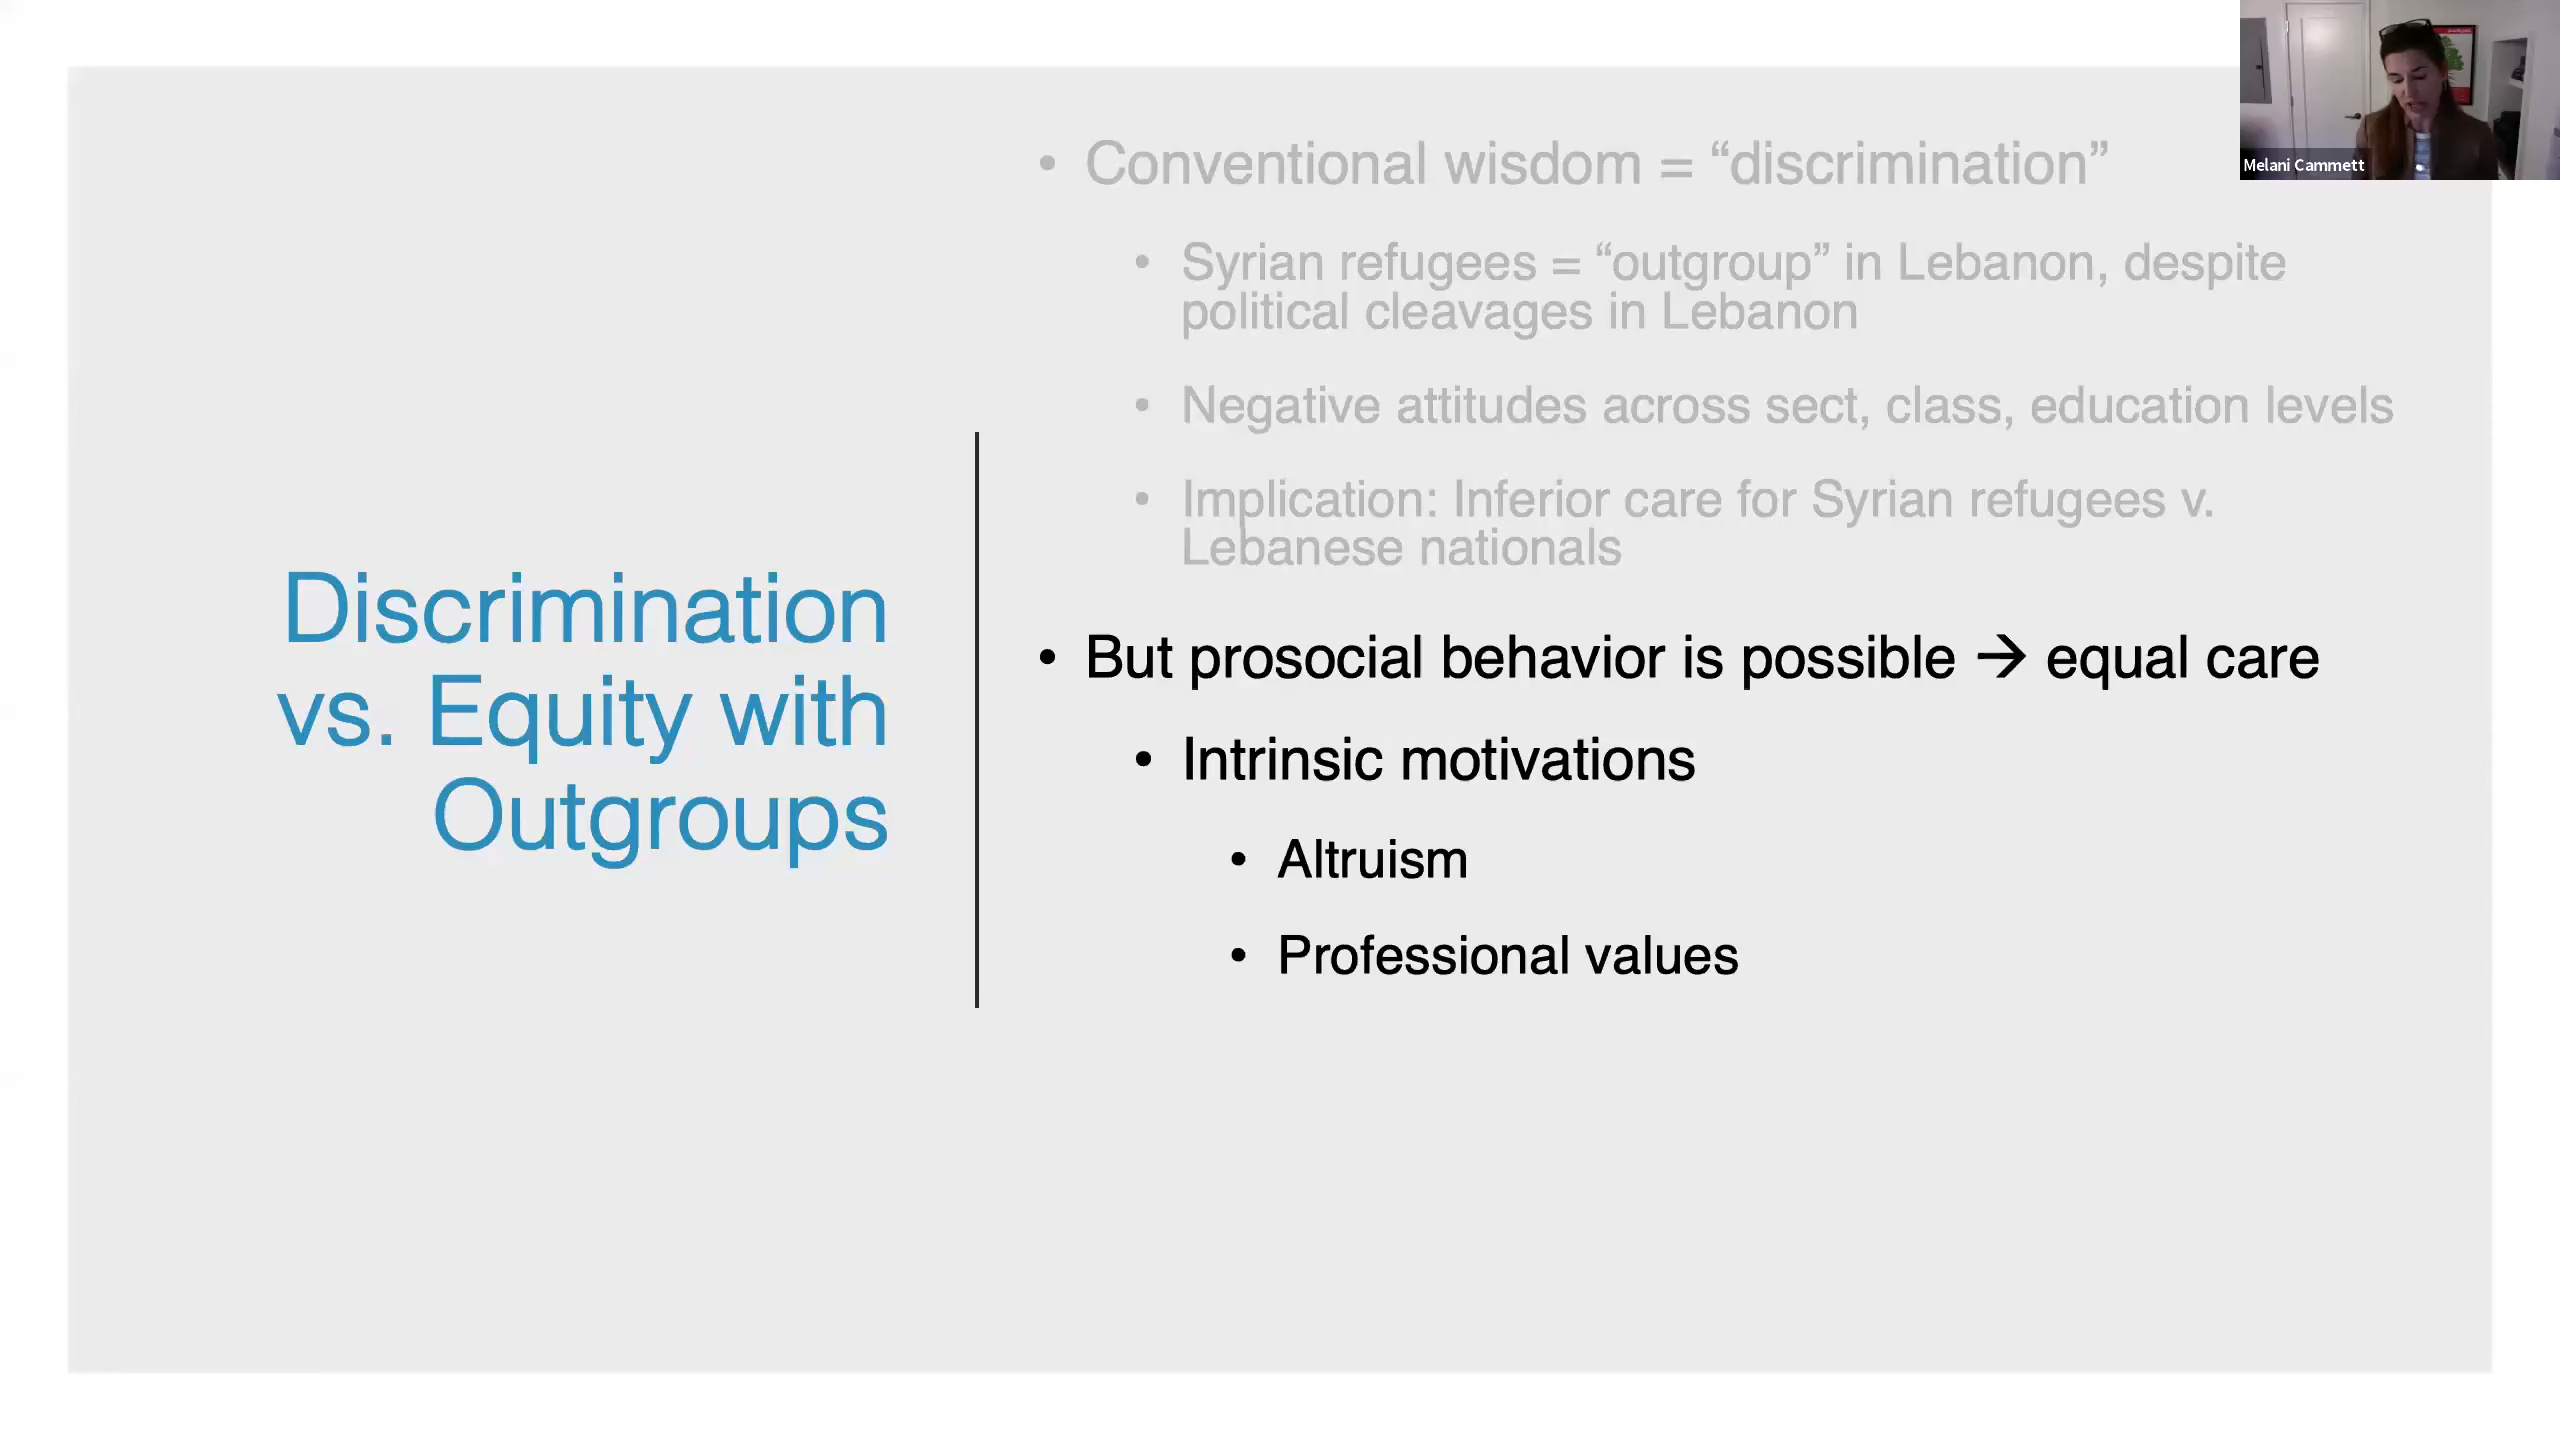 Discrimination
vs. Equity with
Outgroups
• Conventional wisdom = “discrimination”
• Syrian refugees = “outgroup” in Lebanon, despite
political cleavages in Lebanon
• Negative attitudes across sect, class, education levels
• Implication: Inferior care for Syrian refugees v.
Lebanese nationals
• But prosocial behavior is possible → equal care
• Intrinsic motivations
• Altruism
• Professional values
Melani Cammett